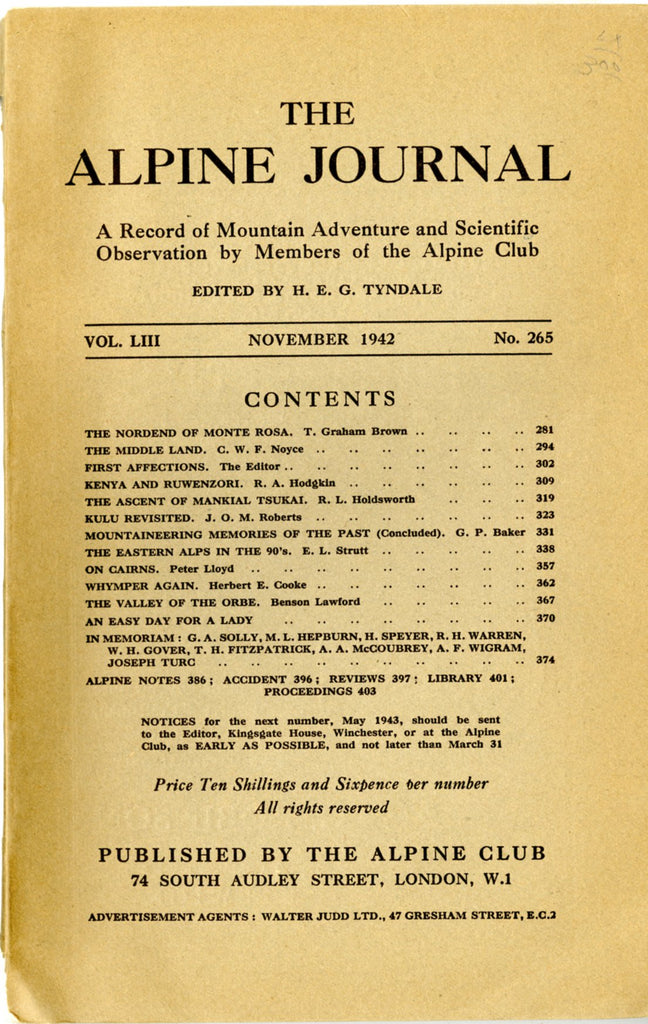 THE
ALPINE JOURNAL
A Record of Mountain Adventure and Scientific
Observation by Members of the Alpine Club
EDITED BY H. E. G. TYNDALE
VOL. LIII NOVEMBER 1942 No. 265
CONTENTS
THE NORDEND OF MONTE ROSA. T. Graham Brown .. .. .. .. 281
THE MIDDLE LAND. C. W. F. Noyce .. .. .. .. .. .. .. 294
FIRST AFFECTIONS. The Editor .. .. .. .. .. .. .. .. 302
KENYA AND RUWENZORI. R. A. Hodgkin .. .. .. .. .. .. 309
THE ASCENT OF MANKIAL TSUKAI. R. L. Holdsworth .. .. .. 319
KULU REVISITED. J. O. M. Roberts .. .. .. .. .. .. .. 323
MOUNTAINEERING MEMORIES OF THE PAST (Concluded). G. P. Baker 331
THE EASTERN ALPS IN THE 90's. E. L. Strutt .. .. .. .. .. 338
ON CAIRNS. Peter Lloyd .. .. .. .. .. .. .. .. .. 357
WHYMPER AGAIN. Herbert E. Cooke .. .. .. .. .. .. .. 362
THE VALLEY OF THE ORBE. Benson Lawford .. .. .. .. .. 367
AN EASY DAY FOR A LADY .. .. .. .. .. .. .. .. 370
IN MEMORIAM : G. A. SOLLY, M. L. HEPBURN, H. SPEYER, R. H. WARREN,
W. H. GOVER, T. H. FITZPATRICK, A. A. McCOUBREY, A. F. WIGRAM,
JOSEPH TURC .. .. .. .. .. .. .. .. .. .. 374
ALPINE NOTES 386 ; ACCIDENT 396 ; REVIEWS 397 ; LIBRARY 401 ;
PROCEEDINGS 403
NOTICES for the next number, May 1943, should be sent
to the Editor, Kingsgate House, Winchester, or at the Alpine
Club, as EARLY AS POSSIBLE, and not later than March 31
Price Ten Shillings and Sixpence per number
All rights reserved
PUBLISHED BY THE ALPINE CLUB
74 SOUTH AUDLEY STREET, LONDON, W.1
ADVERTISEMENT AGENTS : WALTER JUDD LTD., 47 GRESHAM STREET, E.C.2